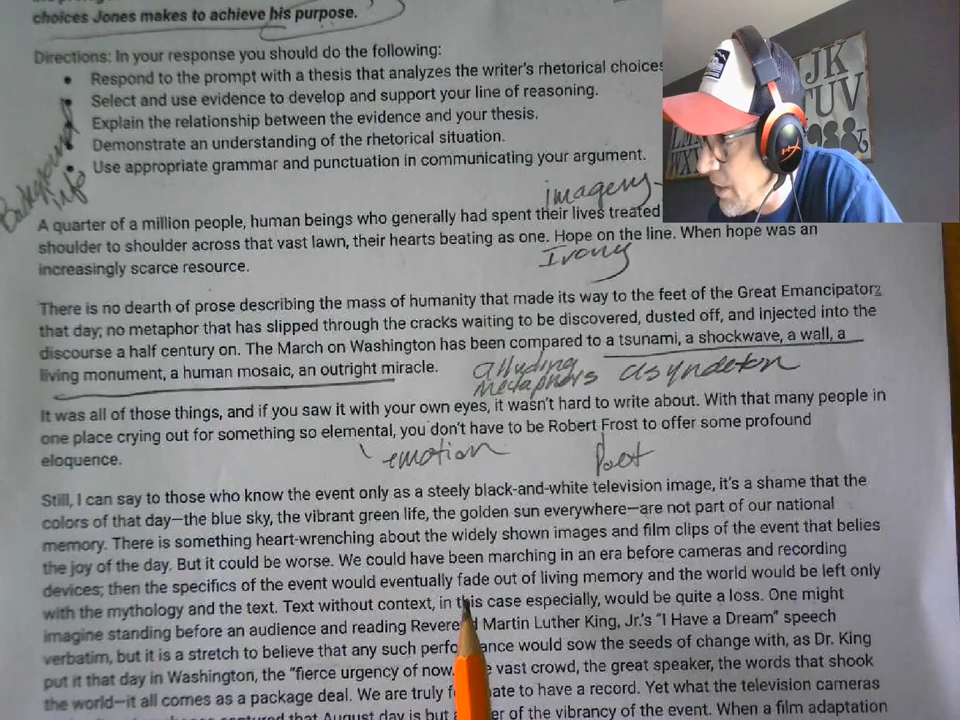 choices Jones makes to achieve his purpose.
Directions: In your response you should do the following:
Respond to the prompt with a thesis that analyzes the writer's rhetorical choices
Select and use evidence to develop and support your line of reasoning.
Explain the relationship between the evidence and your thesis.
Demonstrate an understanding of the rhetorical situation.
Use appropriate grammar and punctuation in communicating your argument.
Background
info
imagery
A quarter of a million people, human beings who generally had spent their lives treated
shoulder to shoulder across that vast lawn, their hearts beating as one. Hope on the line. When hope was an
increasingly scarce resource.
Irony
There is no dearth of prose describing the mass of humanity that made its way to the feet of the Great Emancipator2
that day; no metaphor that has slipped through the cracks waiting to be discovered, dusted off, and injected into the
discourse a half century on. The March on Washington has been compared to a tsunami, a shockwave, a wall, a
living monument, a human mosaic, an outright miracle.
alluding
metaphors asyndeton
It was all of those things, and if you saw it with your own eyes, it wasn't hard to write about. With that many people in
one place crying out for something so elemental, you don't have to be Robert Frost to offer some profound
eloquence.
emotion Poet
Still, I can say to those who know the event only as a steely black-and-white television image, it's a shame that the
colors of that day—the blue sky, the vibrant green life, the golden sun everywhere—are not part of our national
memory. There is something heart-wrenching about the widely shown images and film clips of the event that belies
the joy of the day. But it could be worse. We could have been marching in an era before cameras and recording
devices; then the specifics of the event would eventually fade out of living memory and the world would be left only
with the mythology and the text. Text without context, in this case especially, would be quite a loss. One might
imagine standing before an audience and reading Reverend Martin Luther King, Jr.'s "I Have a Dream" speech
verbatim, but it is a stretch to believe that any such performance would sow the seeds of change with, as Dr. King
put it that day in Washington, the "fierce urgency of now. vast crowd, the great speaker, the words that shook
the world—it all comes as a package deal. We are truly to have a record. Yet what the television cameras
that August day is but of the vibrancy of the event. When a film adaptation
JK
TUV